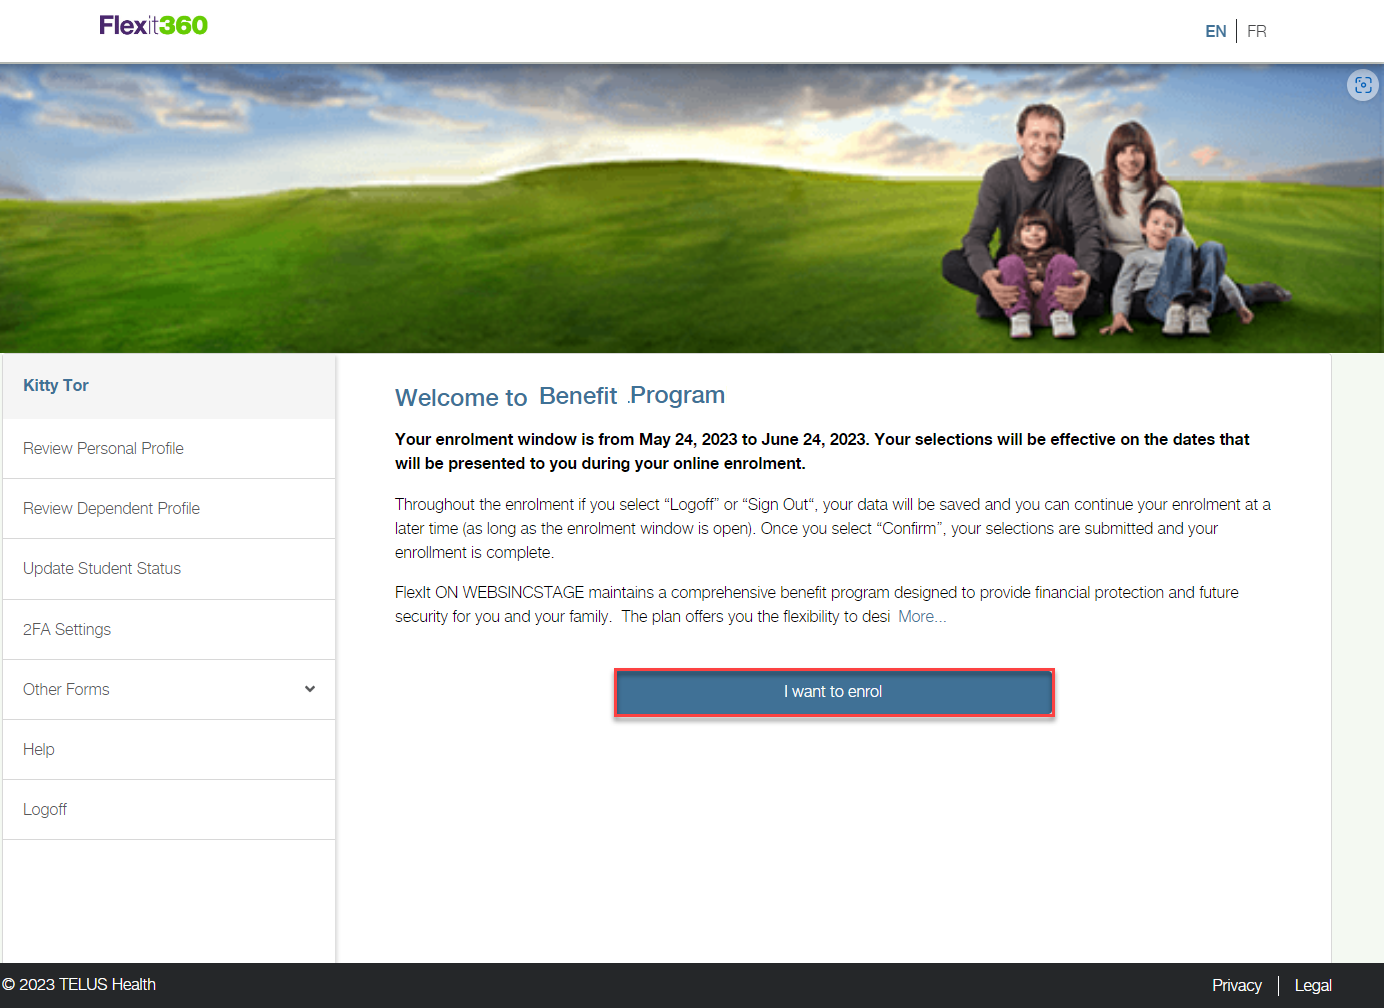 Flexit360
EN | FR
Kitty Tor
Review Personal Profile
Review Dependent Profile
Update Student Status
2FA Settings
Other Forms
Help
Logoff
Welcome to Benefit .Program
Your enrolment window is from May 24, 2023 to June 24, 2023. Your selections will be effective on the dates that
will be presented to you during your online enrolment.
Throughout the enrolment if you select “Logoff” or “Sign Out“, your data will be saved and you can continue your enrolment at a
later time (as long as the enrolment window is open). Once you select “Confirm”, your selections are submitted and your
enrollment is complete.
FlexIt ON WEBSINCSTAGE maintains a comprehensive benefit program designed to provide financial protection and future
security for you and your family.  The plan offers you the flexibility to desi  More...
I want to enrol
© 2023 TELUS Health
Privacy | Legal